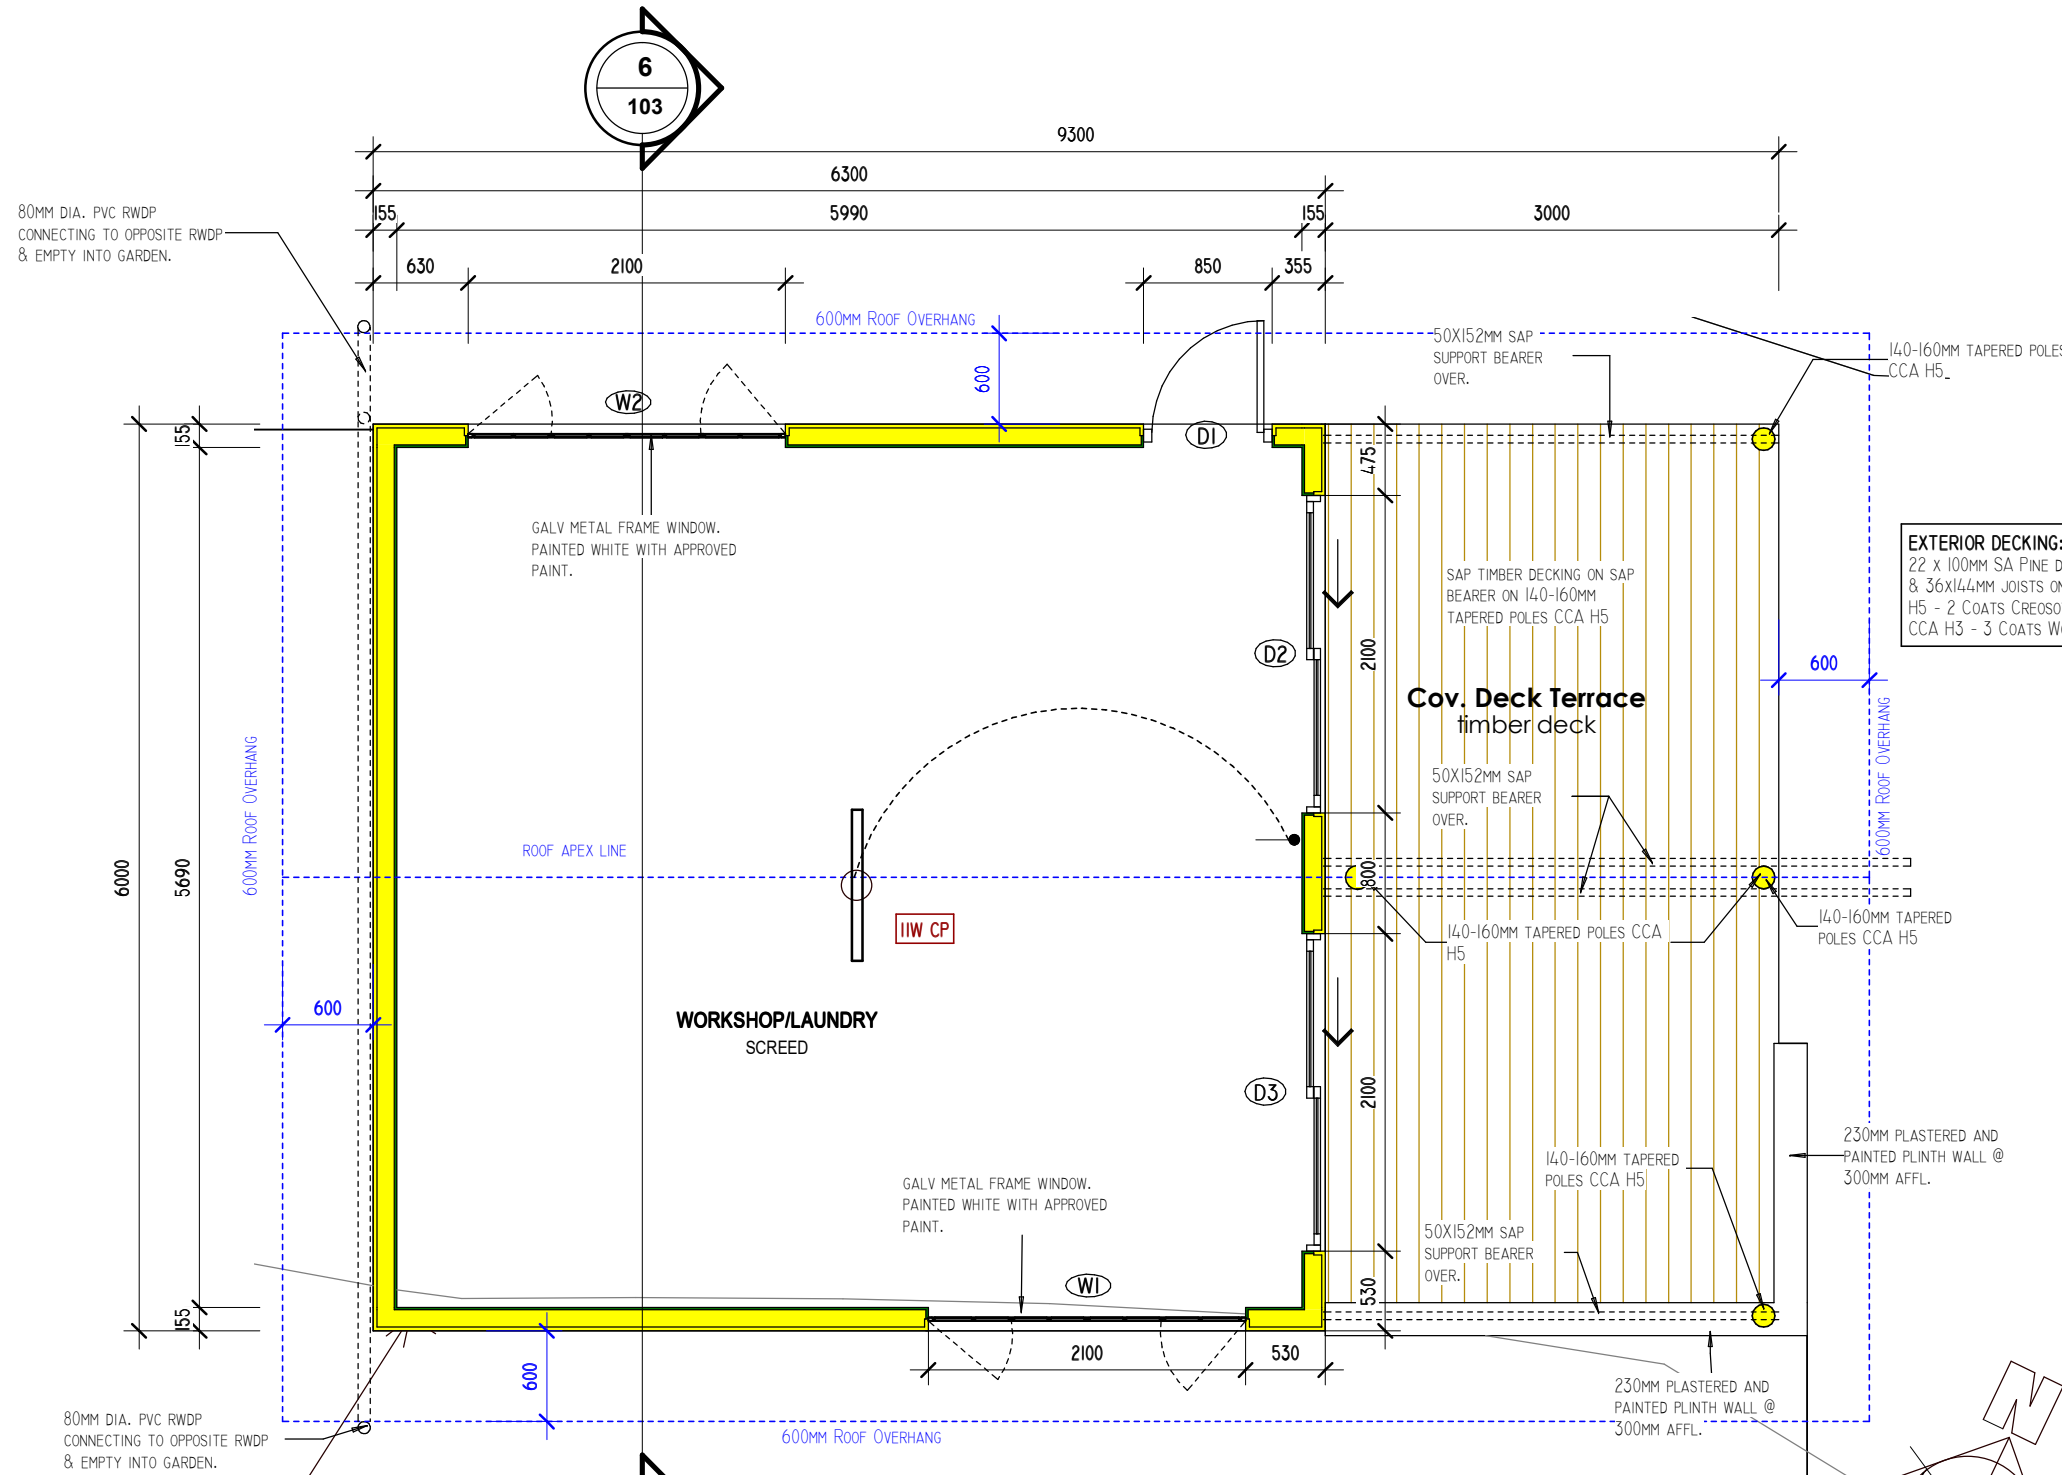 6
103
9300
6300
155
5990
155
3000
630
2100
850
355
80MM DIA. PVC RWDP
CONNECTING TO OPPOSITE RWDP
& EMPTY INTO GARDEN.
600MM ROOF OVERHANG
600
50X152MM SAP
SUPPORT BEARER
OVER.
140-160MM TAPERED POLES
CCA H5
W2
D1
155
475
GALV METAL FRAME WINDOW.
PAINTED WHITE WITH APPROVED
PAINT.
EXTERIOR DECKING:
22 X 100MM SA PINE D
& 36X144MM JOISTS ON
H5 - 2 COATS CREOSO
CCA H3 - 3 COATS W
SAP TIMBER DECKING ON SAP
BEARER ON 140-160MM
TAPERED POLES CCA H5
D2
2100
600
Cov. Deck Terrace
timber deck
600MM ROOF OVERHANG
600MM ROOF OVERHANG
50X152MM SAP
SUPPORT BEARER
OVER.
ROOF APEX LINE
6000
5690
800
11W CP
140-160MM TAPERED POLES CCA
H5
140-160MM TAPERED
POLES CCA H5
600
WORKSHOP/LAUNDRY
SCREED
D3
2100
230MM PLASTERED AND
PAINTED PLINTH WALL @
300MM AFFL.
140-160MM TAPERED
POLES CCA H5
GALV METAL FRAME WINDOW.
PAINTED WHITE WITH APPROVED
PAINT.
50X152MM SAP
SUPPORT BEARER
OVER.
W1
530
155
600
2100
530
230MM PLASTERED AND
PAINTED PLINTH WALL @
300MM AFFL.
80MM DIA. PVC RWDP
CONNECTING TO OPPOSITE RWDP
& EMPTY INTO GARDEN.
600MM ROOF OVERHANG
N